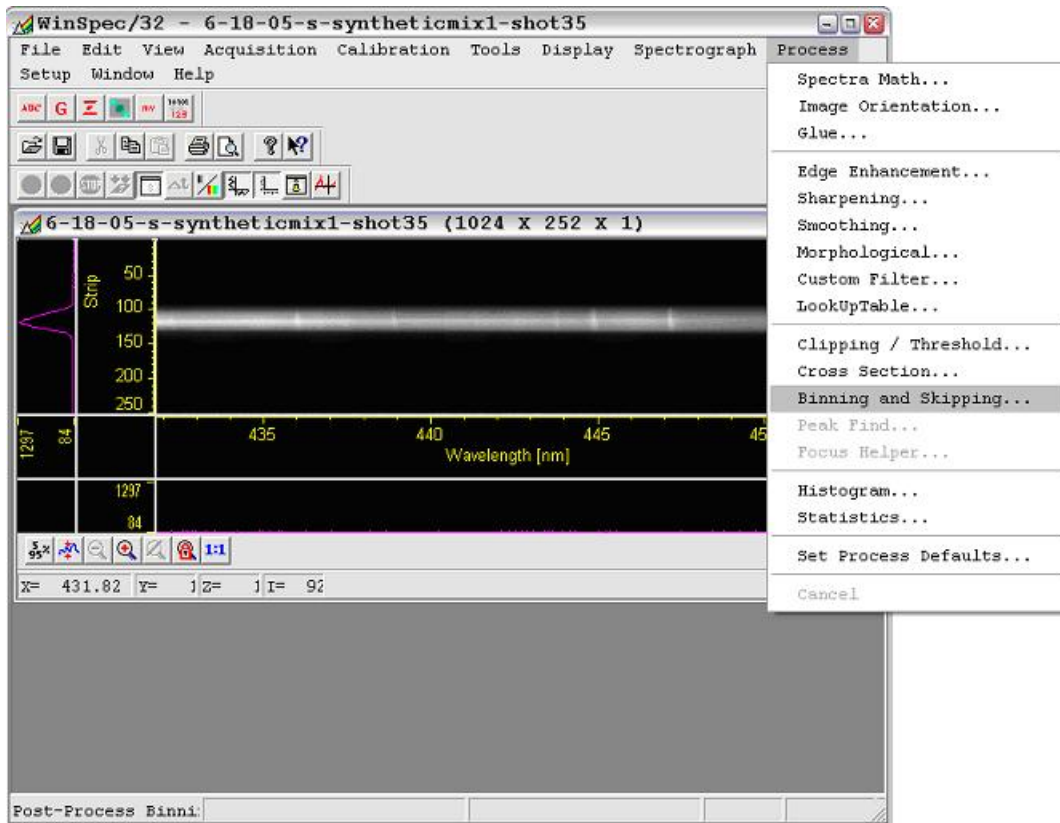 WinSpec/32 - 6-18-05-s-syntheticmix1-shot35
File Edit View Acquisition Calibration Tools Display Spectrograph Process
Setup Window Help
ABC G
6-18-05-s-syntheticmix1-shot35 (1024 X 252 X 1)
Strip
50
100
150
200
250
1297 84
435 440 445 45
Wavelength [nm]
1297
84
5% 95% 1:1
X= 431.82 Y= 1 Z= 1 I= 92
Post-Process Binni
Spectra Math...
Image Orientation...
Glue...
Edge Enhancement...
Sharpening...
Smoothing...
Morphological...
Custom Filter...
LookUpTable...
Clipping / Threshold...
Cross Section...
Binning and Skipping...
Peak Find...
Focus Helper...
Histogram...
Statistics...
Set Process Defaults...
Cancel